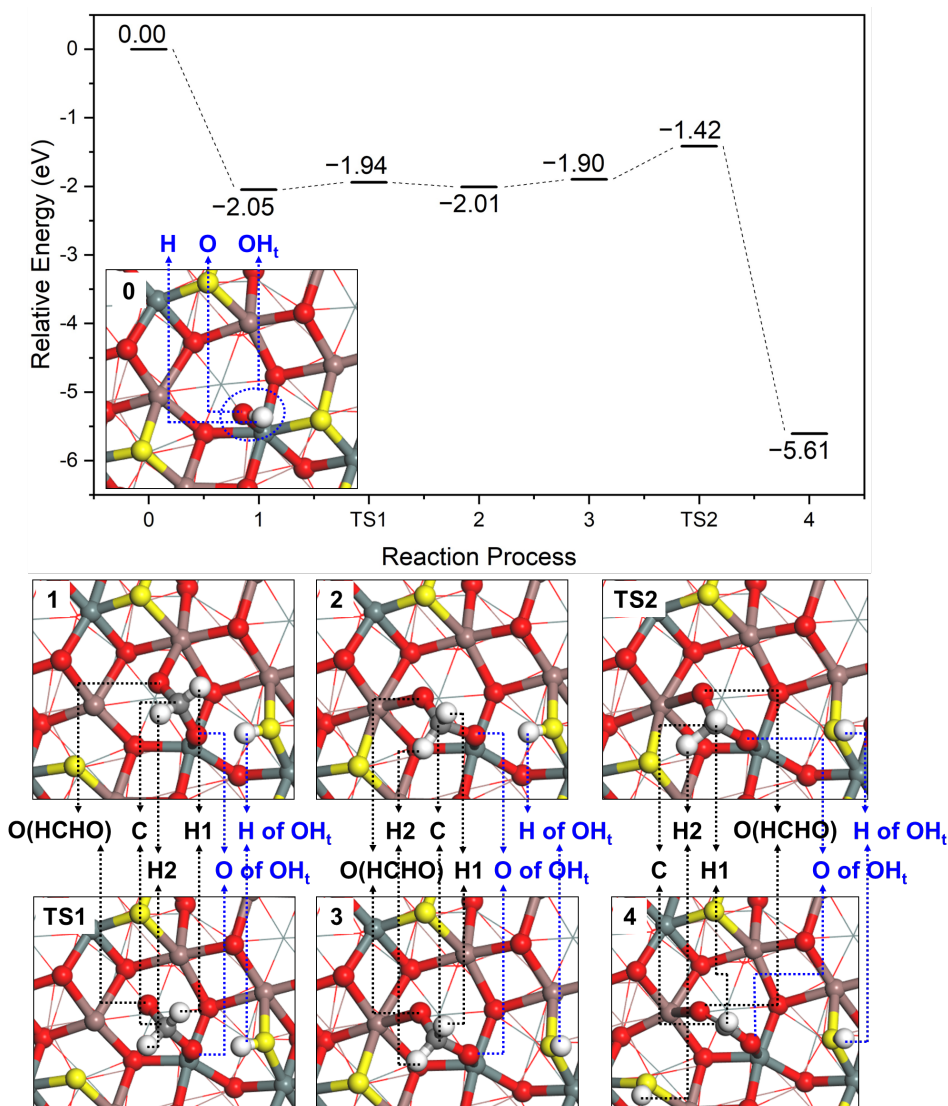 0.00
0
-1
−1.94
−1.42
−1.90
-2
−2.05
−2.01
H O OHt
-3
0
-4
-5
−5.61
-6
Relative Energy (eV)
0 1 TS1 2 3 TS2 4
Reaction Process
1 2 TS2
O(HCHO) C H1 H of OHt H2 C H of OHt H2 O(HCHO) H of OHt
H2 O of OHt O(HCHO) H1 O of OHt C H1 O of OHt
TS1 3 4